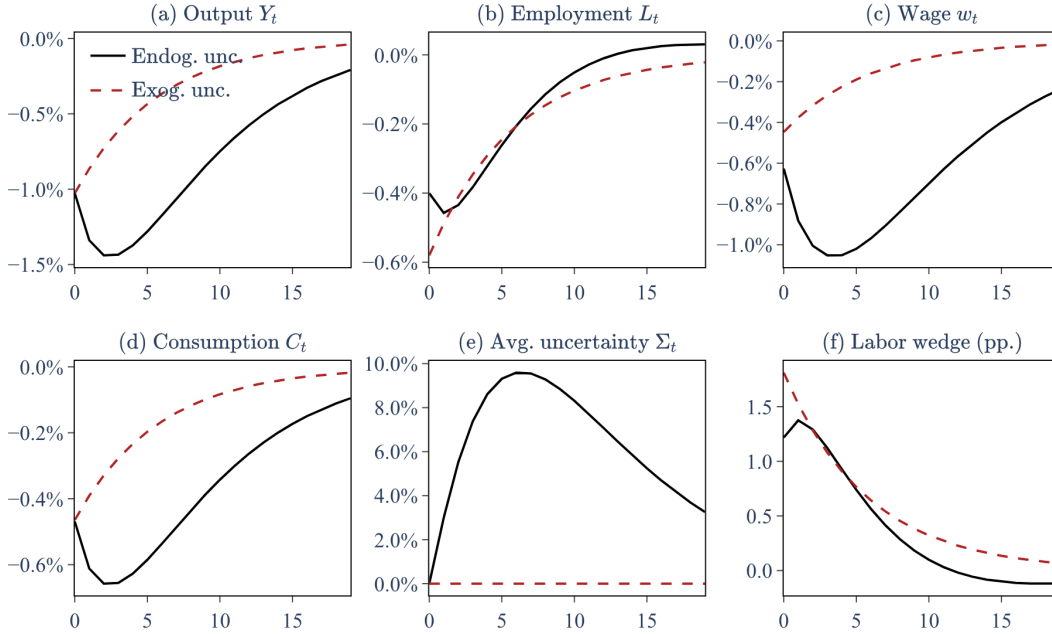 (a) Output Y_t
0.0%
−0.5%
−1.0%
−1.5%
0 5 10 15
Endog. unc.
Exog. unc.
(b) Employment L_t
0.0%
−0.2%
−0.4%
−0.6%
0 5 10 15
(c) Wage w_t
0.0%
−0.2%
−0.4%
−0.6%
−0.8%
−1.0%
0 5 10 15
(d) Consumption C_t
0.0%
−0.2%
−0.4%
−0.6%
0 5 10 15
(e) Avg. uncertainty Σ_t
10.0%
8.0%
6.0%
4.0%
2.0%
0.0%
0 5 10 15
(f) Labor wedge (pp.)
1.5
1.0
0.5
0.0
0 5 10 15